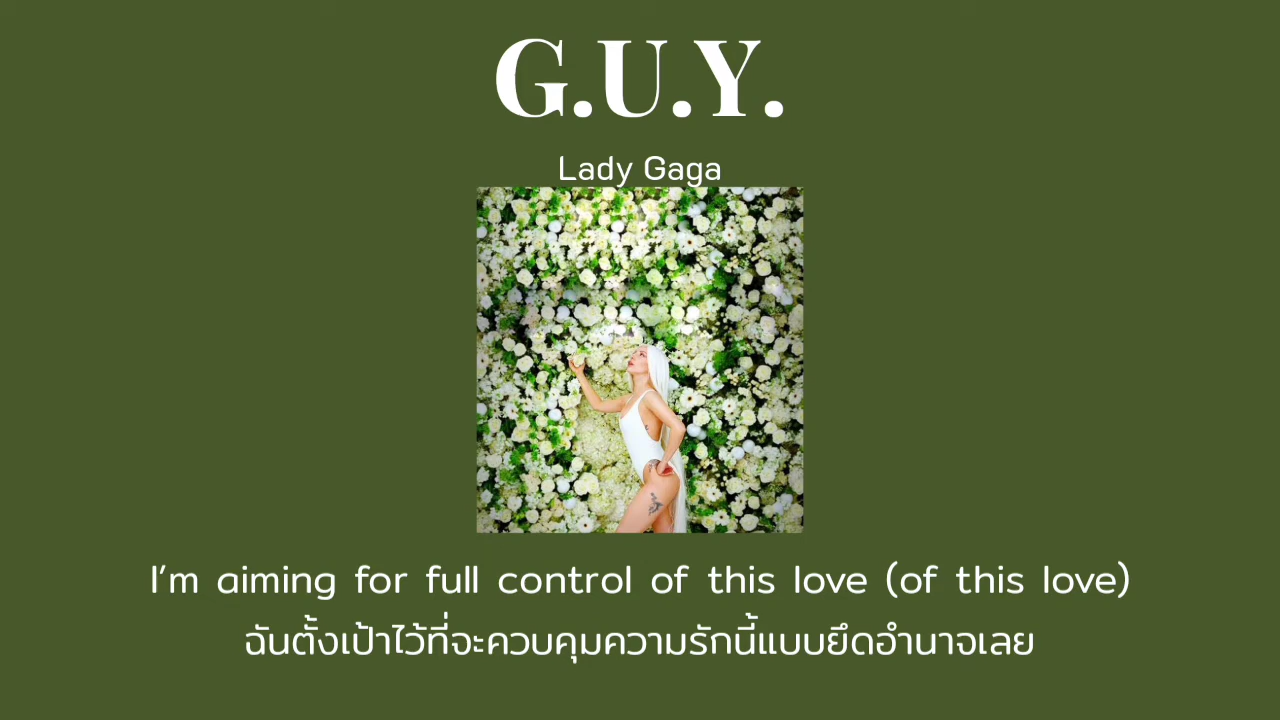 G.U.Y.
Lady Gaga
I'm aiming for full control of this love (of this love)
ฉันตั้งเป้าไว้ที่จะควบคุมความรักนี้แบบยึดอำนาจเลย